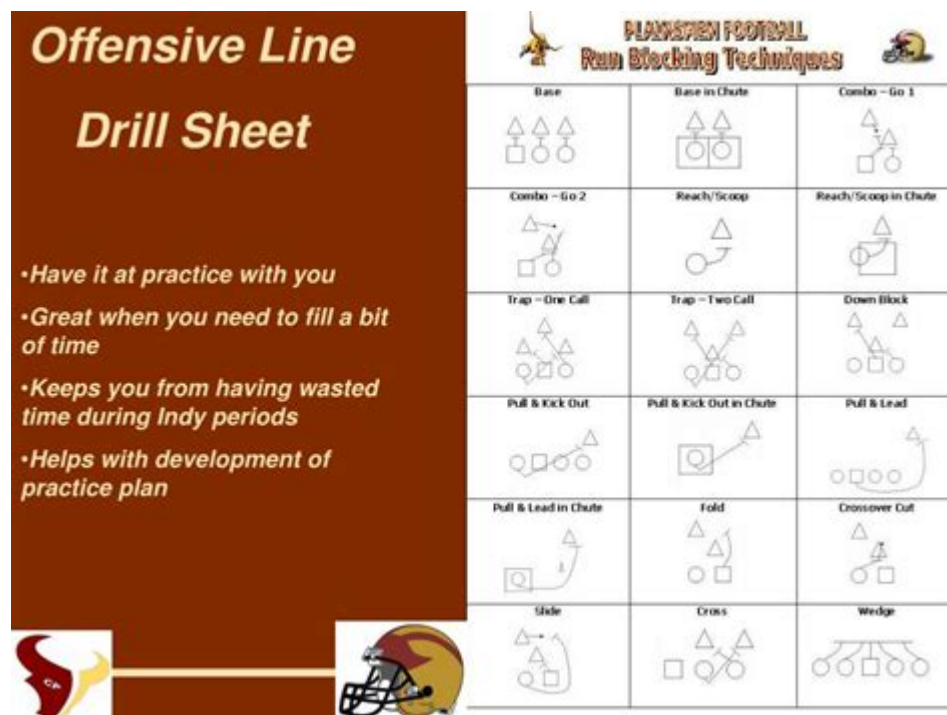 Offensive Line
Drill Sheet
•Have it at practice with you
•Great when you need to fill a bit
of time
•Keeps you from having wasted
time during Indy periods
•Helps with development of
practice plan
FOOTBALL
Run Blocking Techniques
Base
Base in Chute
Combo – Go 1
Combo – Go 2
Reach/Scoop
Reach/Scoop in Chute
Trap – One Call
Trap – Two Call
Down Block
Pull & Kick Out
Pull & Kick Out in Chute
Pull & Lead
Pull & Lead in Chute
Fold
Crossover Cut
Slide
Cross
Wedge